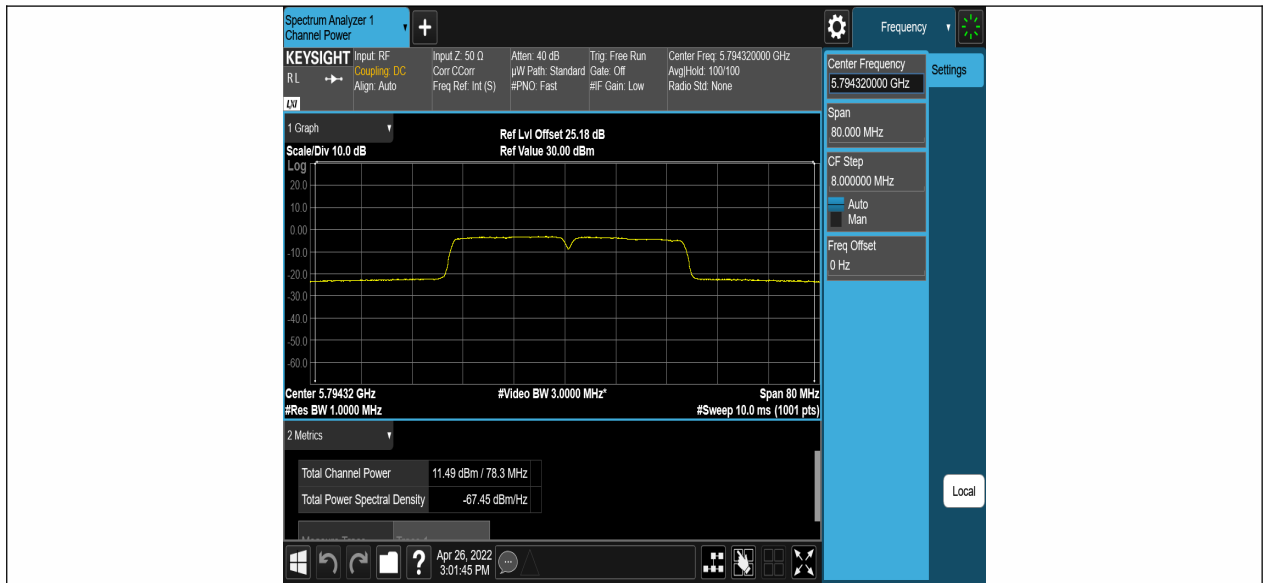 Spectrum Analyzer 1
Channel Power
+
Frequency
KEYSIGHT
RL
LXI
Input: RF
Coupling: DC
Align: Auto
Input Z: 50 Ω
Corr CCorr
Freq Ref: Int (S)
Atten: 40 dB
µW Path: Standard
#PNO: Fast
Trig: Free Run
Gate: Off
#IF Gain: Low
Center Freq: 5.794320000 GHz
Avg|Hold: 100/100
Radio Std: None
Center Frequency
5.794320000 GHz
Settings
Span
80.000 MHz
CF Step
8.000000 MHz
Auto
Man
Freq Offset
0 Hz
Local
1 Graph
Ref Lvl Offset 25.18 dB
Scale/Div 10.0 dB
Ref Value 30.00 dBm
Log
20.0
10.0
0.00
-10.0
-20.0
-30.0
-40.0
-50.0
-60.0
Center 5.79432 GHz
#Video BW 3.0000 MHz*
Span 80 MHz
#Res BW 1.0000 MHz
#Sweep 10.0 ms (1001 pts)
2 Metrics
Total Channel Power 11.49 dBm / 78.3 MHz
Total Power Spectral Density -67.45 dBm/Hz
?
Apr 26, 2022
3:01:45 PM